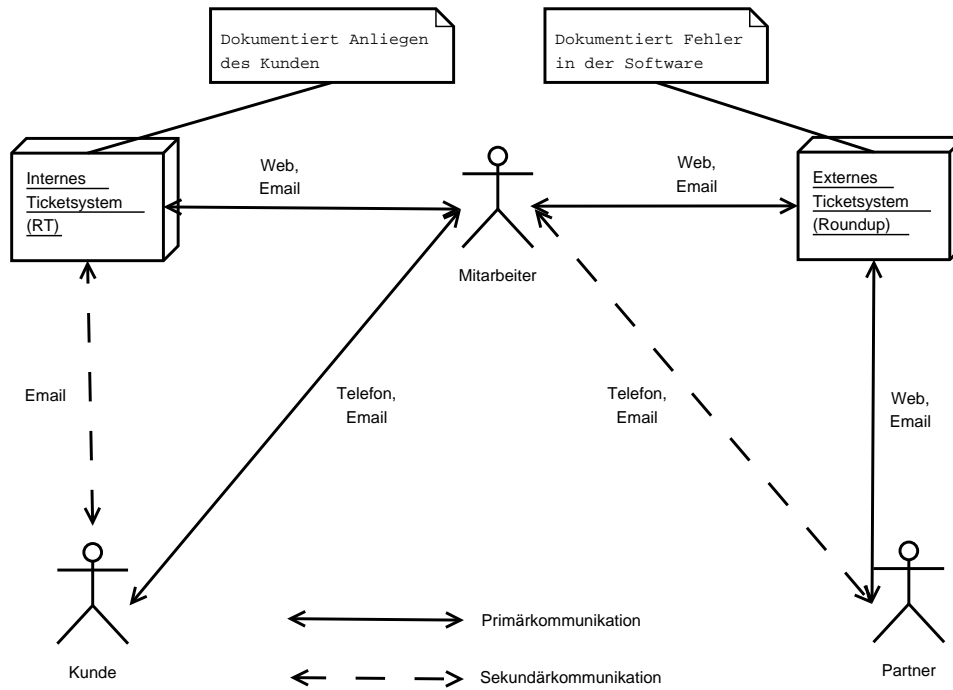 Dokumentiert Anliegen
des Kunden
Dokumentiert Fehler
in der Software
Internes
Ticketsystem
(RT)
Web,
Email
Mitarbeiter
Web,
Email
Externes
Ticketsystem
(Roundup)
Email
Telefon,
Email
Telefon,
Email
Web,
Email
Kunde
Primärkommunikation
Sekundärkommunikation
Partner